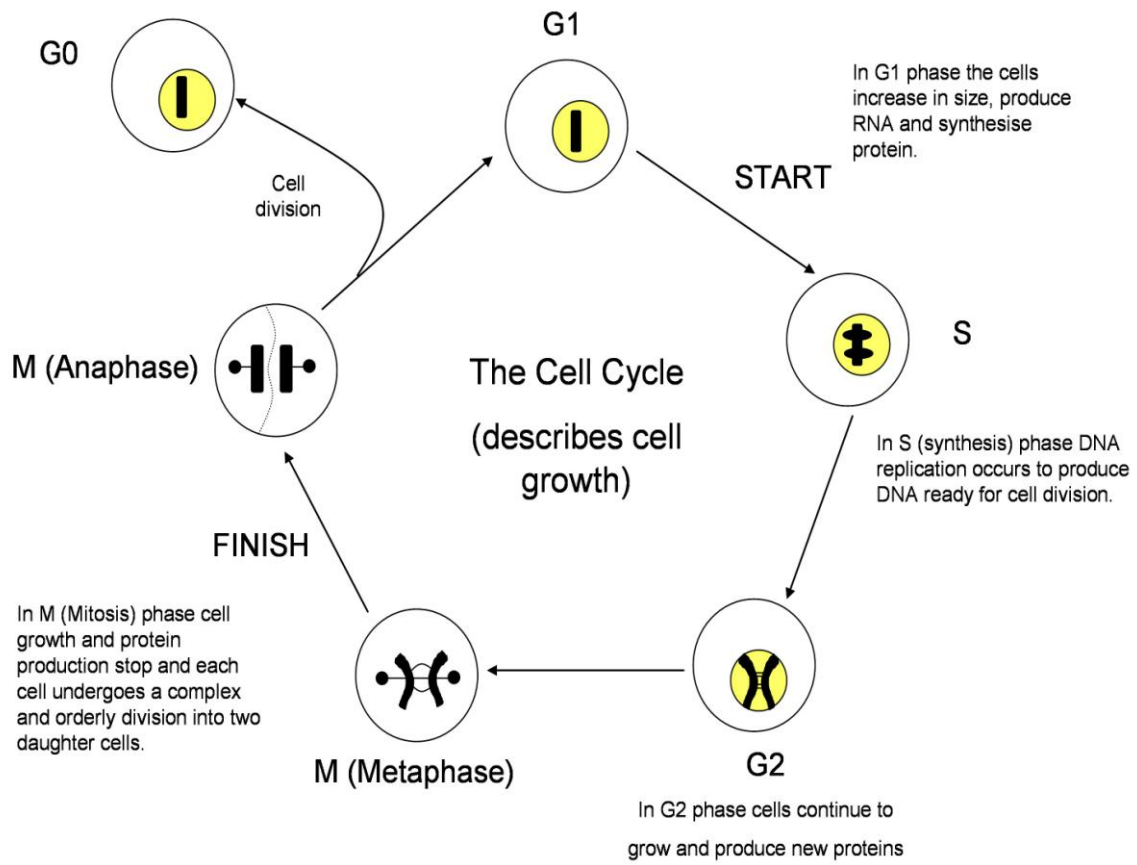 G0
G1
In G1 phase the cells
increase in size, produce
RNA and synthesise
protein.
START
Cell
division
S
M (Anaphase)
The Cell Cycle
(describes cell
growth)
In S (synthesis) phase DNA
replication occurs to produce
DNA ready for cell division.
FINISH
In M (Mitosis) phase cell
growth and protein
production stop and each
cell undergoes a complex
and orderly division into two
daughter cells.
M (Metaphase)
G2
In G2 phase cells continue to
grow and produce new proteins